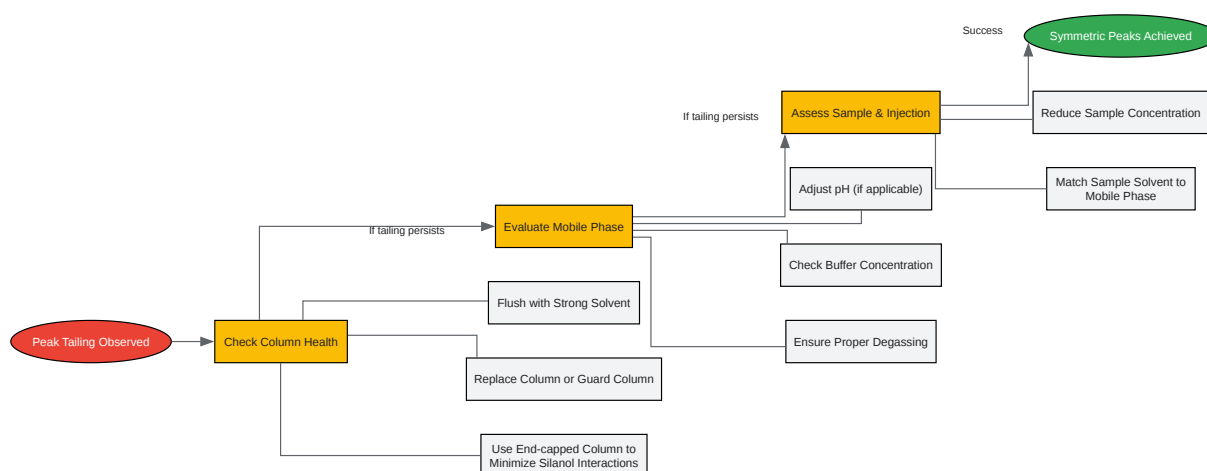 Success
Symmetric Peaks Achieved
If tailing persists
Assess Sample & Injection
Reduce Sample Concentration
Adjust pH (if applicable)
Match Sample Solvent to
Mobile Phase
If tailing persists
Evaluate Mobile Phase
Check Buffer Concentration
Flush with Strong Solvent
Peak Tailing Observed
Check Column Health
Ensure Proper Degassing
Replace Column or Guard Column
Use End-capped Column to
Minimize Silanol Interactions